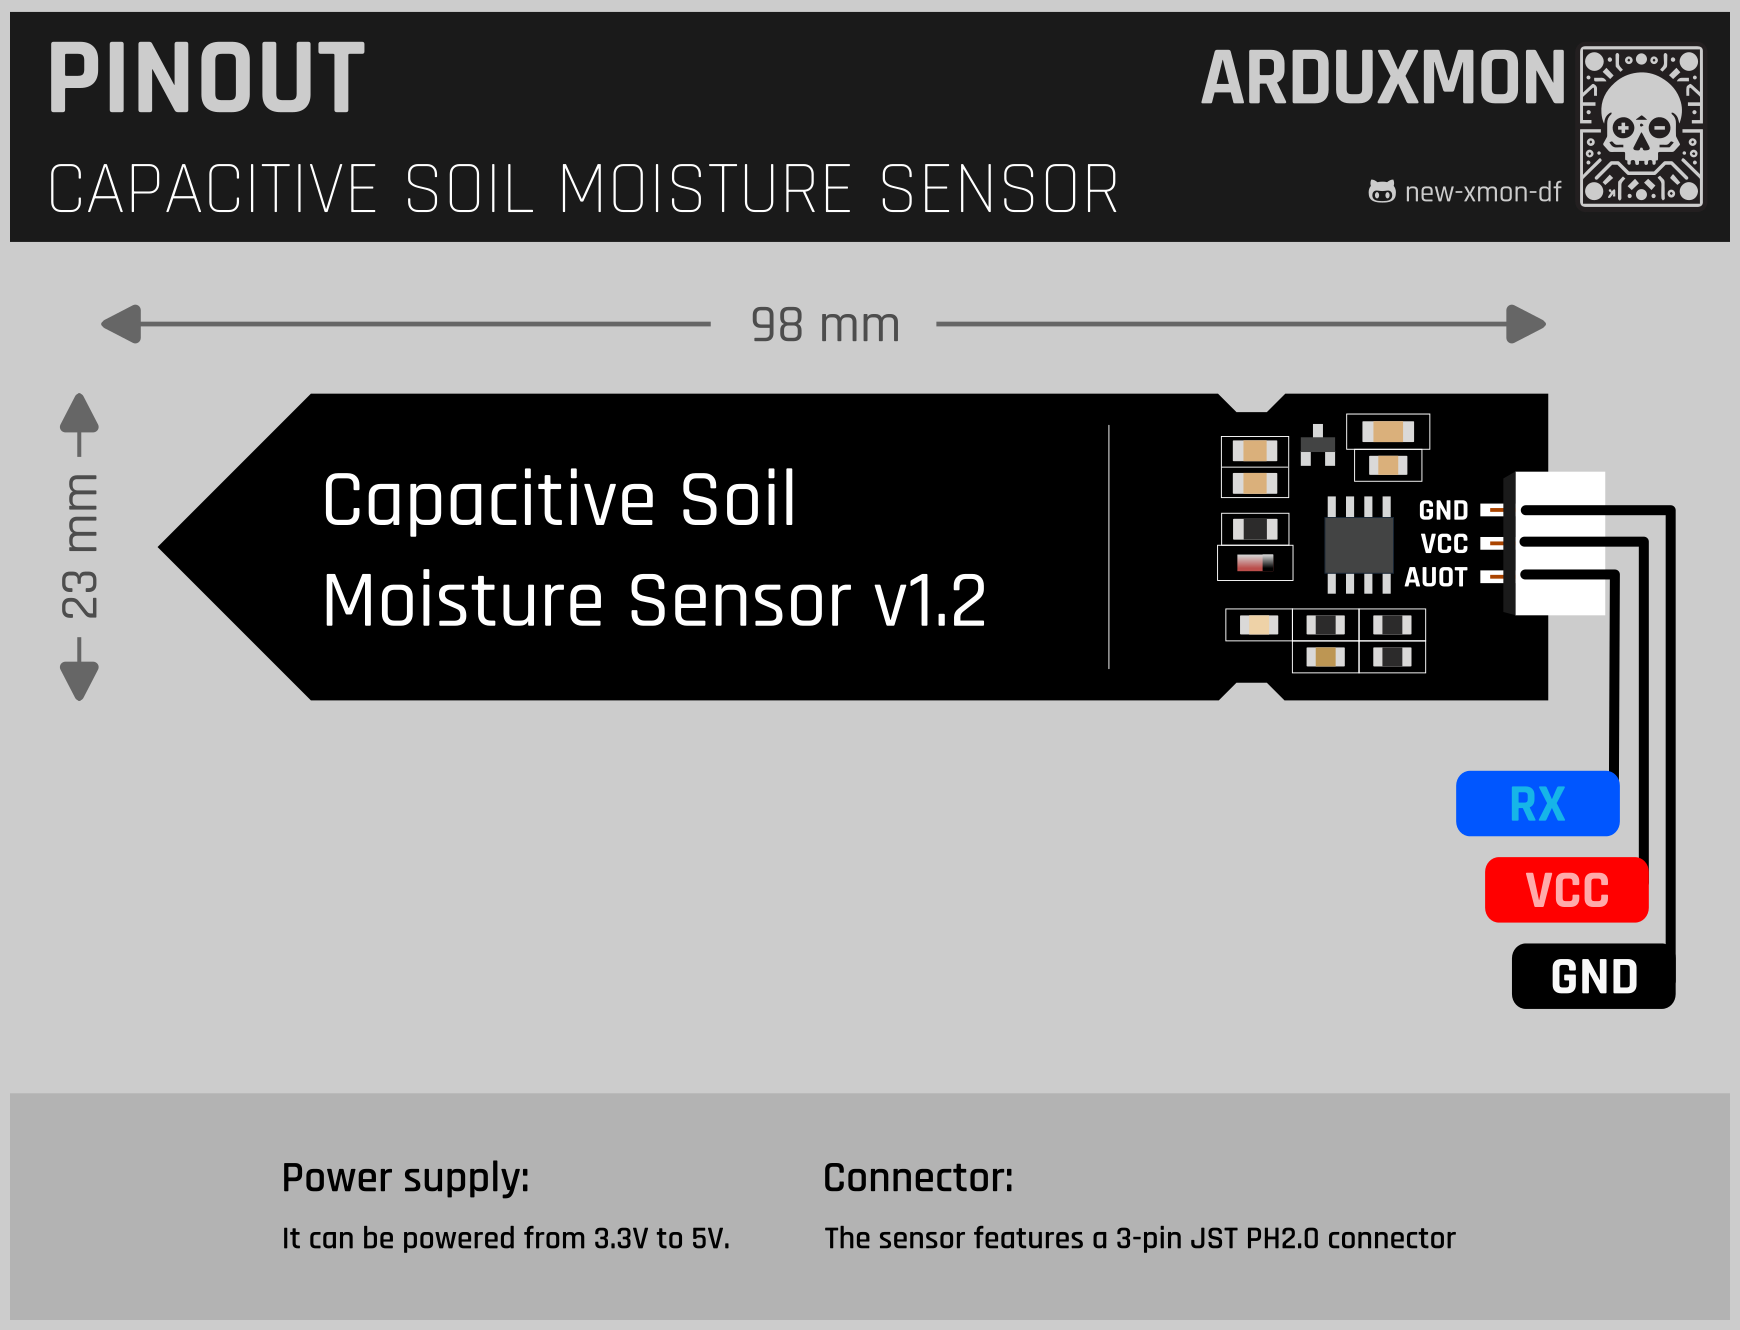 PINOUT
ARDUXMON
CAPACITIVE SOIL MOISTURE SENSOR
new-xmon-df
98 mm
23 mm
Capacitive Soil
Moisture Sensor v1.2
GND
VCC
AUOT
RX
VCC
GND
Power supply:
It can be powered from 3.3V to 5V.
Connector:
The sensor features a 3-pin JST PH2.0 connector